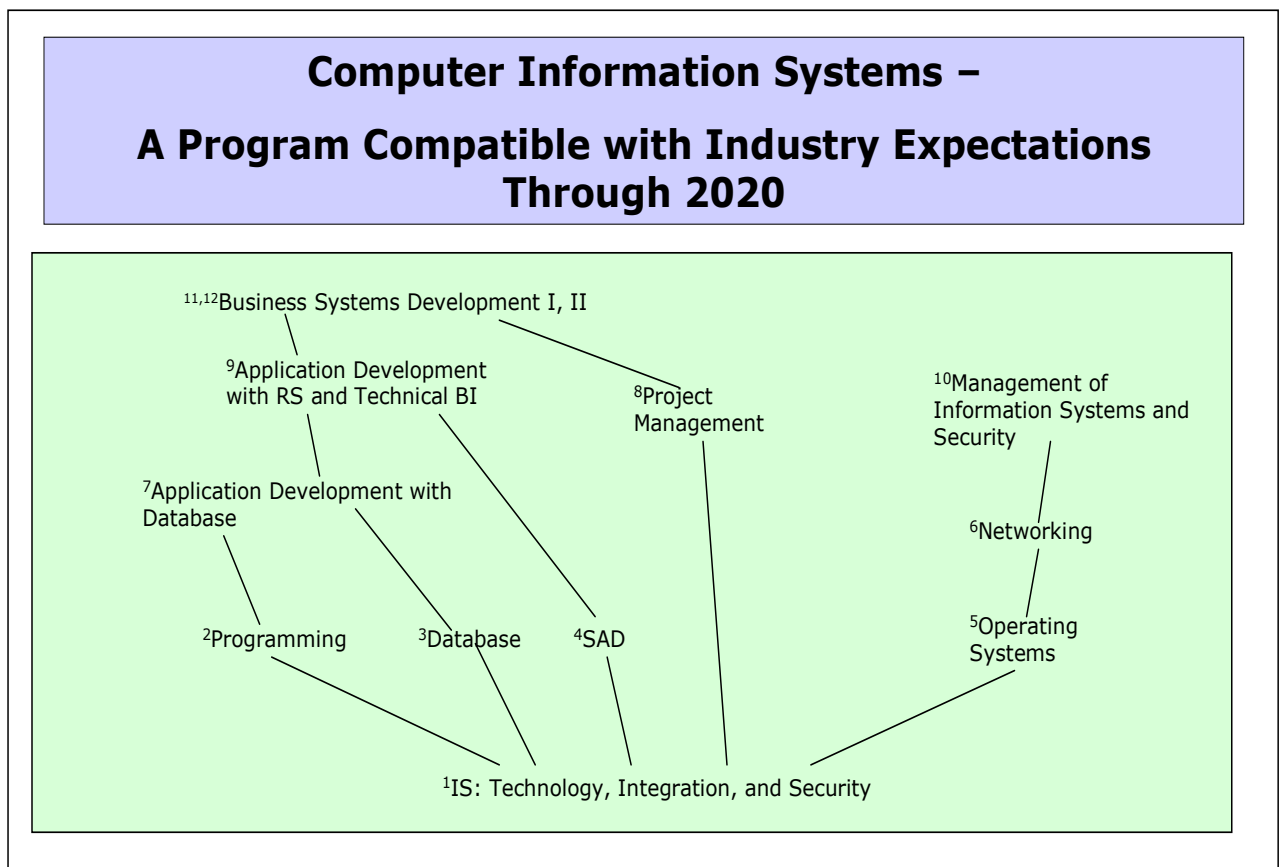 Computer Information Systems –
A Program Compatible with Industry Expectations
Through 2020
11,12Business Systems Development I, II
9Application Development
with RS and Technical BI
8Project
Management
10Management of
Information Systems and
Security
7Application Development with
Database
6Networking
2Programming
3Database
4SAD
5Operating
Systems
1IS: Technology, Integration, and Security